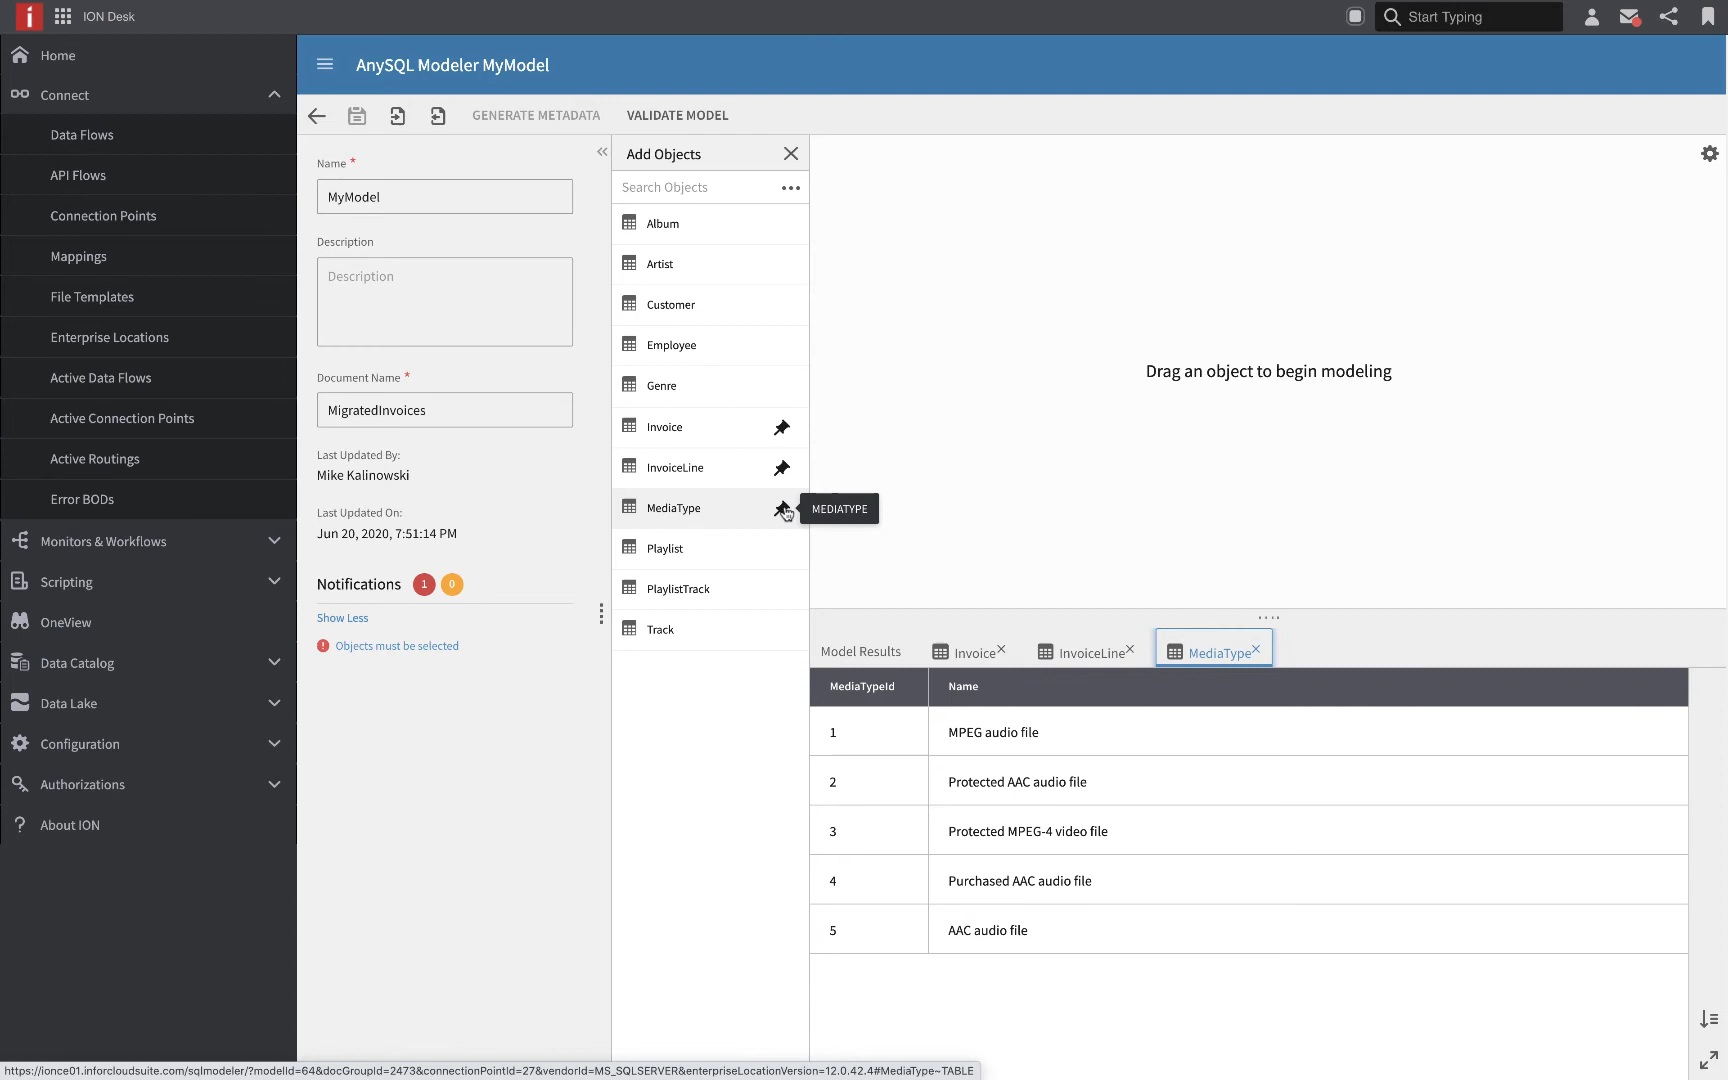 i
ION Desk
Start Typing
Home
Connect
Data Flows
API Flows
Connection Points
Mappings
File Templates
Enterprise Locations
Active Data Flows
Active Connection Points
Active Routings
Error BODs
Monitors & Workflows
Scripting
OneView
Data Catalog
Data Lake
Configuration
Authorizations
? About ION
AnySQL Modeler MyModel
GENERATE METADATA
VALIDATE MODEL
Name *
MyModel
Description
Description
Document Name *
MigratedInvoices
Last Updated By:
Mike Kalinowski
Last Updated On:
Jun 20, 2020, 7:51:14 PM
Notifications 1 0
Show Less
Objects must be selected
Add Objects
Search Objects
Album
Artist
Customer
Employee
Genre
Invoice
InvoiceLine
MediaType
MEDIATYPE
Playlist
PlaylistTrack
Track
Drag an object to begin modeling
Model Results
Invoice
InvoiceLine
MediaType
MediaTypeId Name
1 MPEG audio file
2 Protected AAC audio file
3 Protected MPEG-4 video file
4 Purchased AAC audio file
5 AAC audio file
https://ionce01.inforcloudsuite.com/sqlmodeler/?modelId=64&docGroupId=2473&connectionPointId=27&vendorId=MS_SQLSERVER&enterpriseLocationVersion=12.0.42.4#MediaType~TABLE